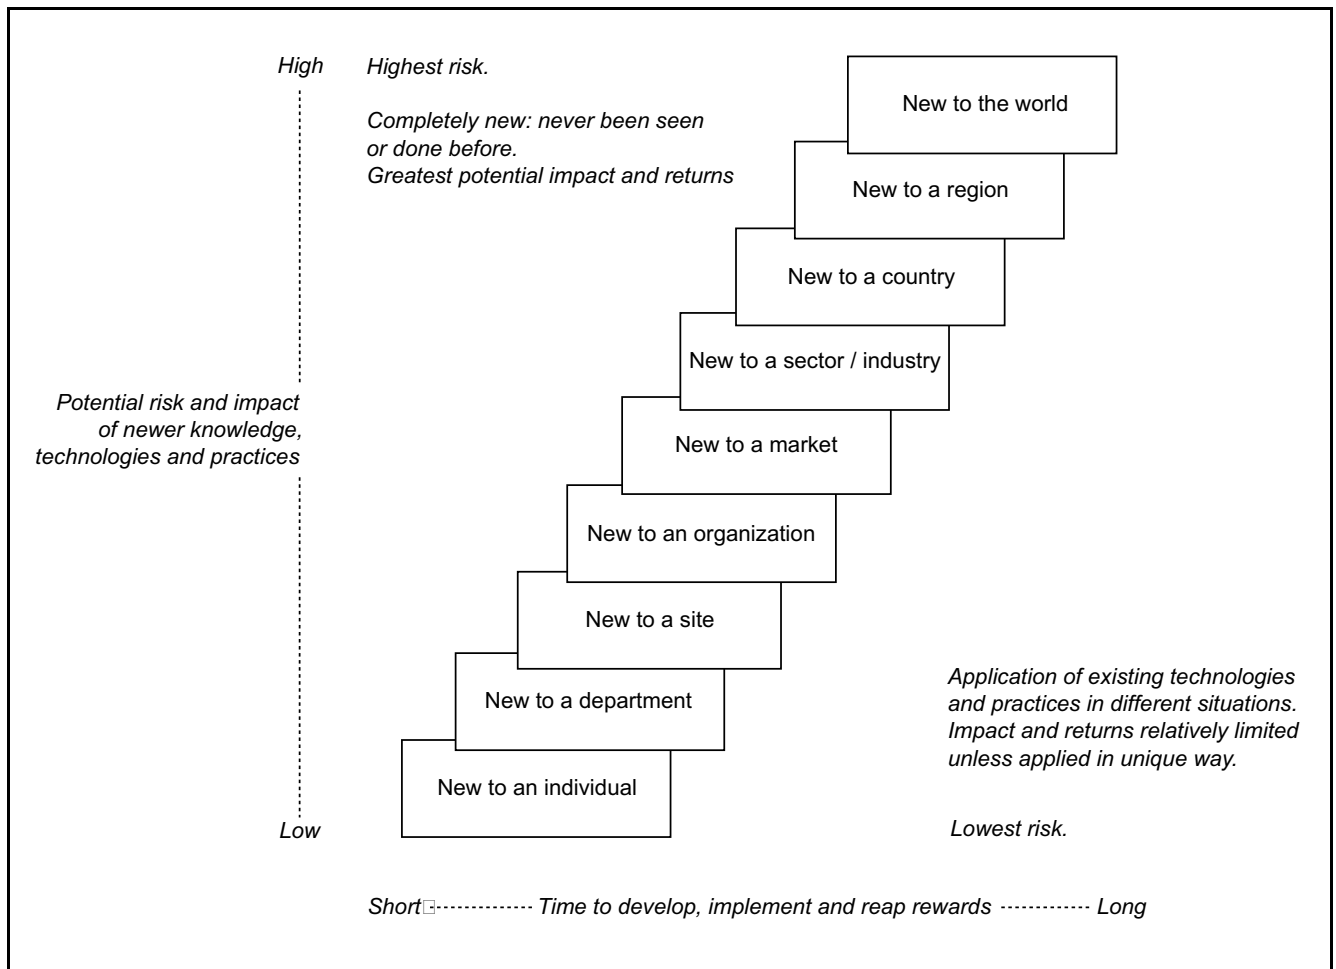 High
Highest risk.
Completely new: never been seen
or done before.
Greatest potential impact and returns
New to the world
New to a region
New to a country
New to a sector / industry
Potential risk and impact
of newer knowledge,
technologies and practices
New to a market
New to an organization
New to a site
New to a department
New to an individual
Application of existing technologies
and practices in different situations.
Impact and returns relatively limited
unless applied in unique way.
Low
Lowest risk.
Short Time to develop, implement and reap rewards Long